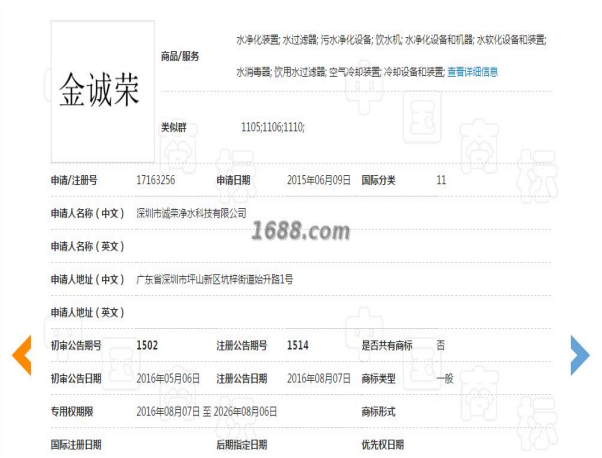 水净化装置; 水过滤器; 污水净化设备; 饮水机; 水净化设备和机器; 水软化设备和装置;
商品/服务
水消毒器; 饮用水过滤器; 空气冷却装置; 冷却设备和装置; 查看详细信息
金诚荣
类似群 1105;1106;1110;
申请/注册号 17163256 申请日期 2015年06月09日 国际分类 11
申请人名称（中文） 深圳市诚荣净水科技有限公司
1688.com
申请人名称（英文）
申请人地址（中文） 广东省深圳市坪山新区坑梓街道始升路1号
申请人地址（英文）
初审公告期号 1502 注册公告期号 1514 是否共有商标 否
初审公告日期 2016年05月06日 注册公告日期 2016年08月07日 商标类型 一般
专用权期限 2016年08月07日 至 2026年08月06日 商标形式
国际注册日期 后期指定日期 优先权日期
中国商标
中国商标